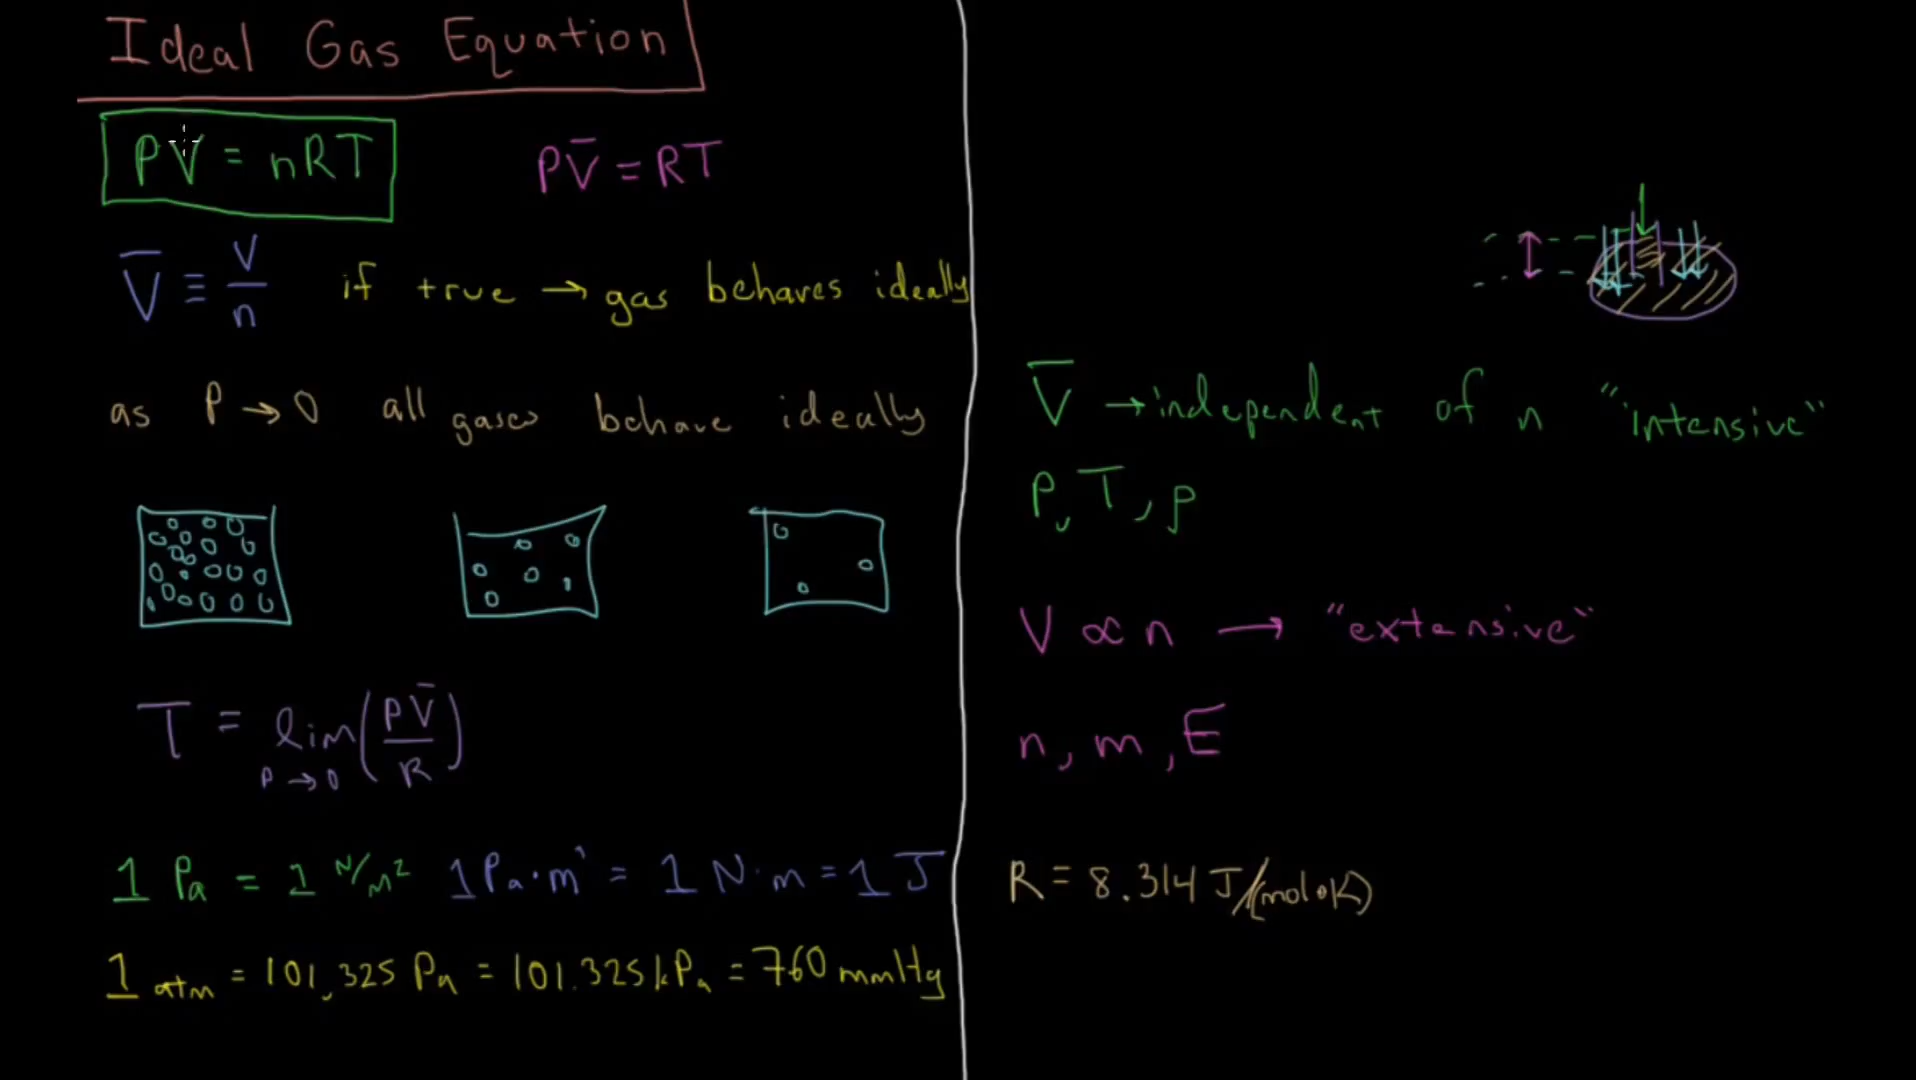 Ideal Gas Equation
PV = nRT
PV̄ = RT
V̄ ≡ V/n if true → gas behaves ideally
as P → 0 all gases behave ideally
T = lim P→0 (PV̄/R)
1 Pa = 1 N/m² 1 Pa·m³ = 1 N·m = 1 J
1 atm = 101,325 Pa = 101.325 kPa = 760 mmHg
V̄ → independent of n "intensive"
P, T, ρ
V ∝ n → "extensive"
n, m, E
R = 8.314 J/(mol·K)